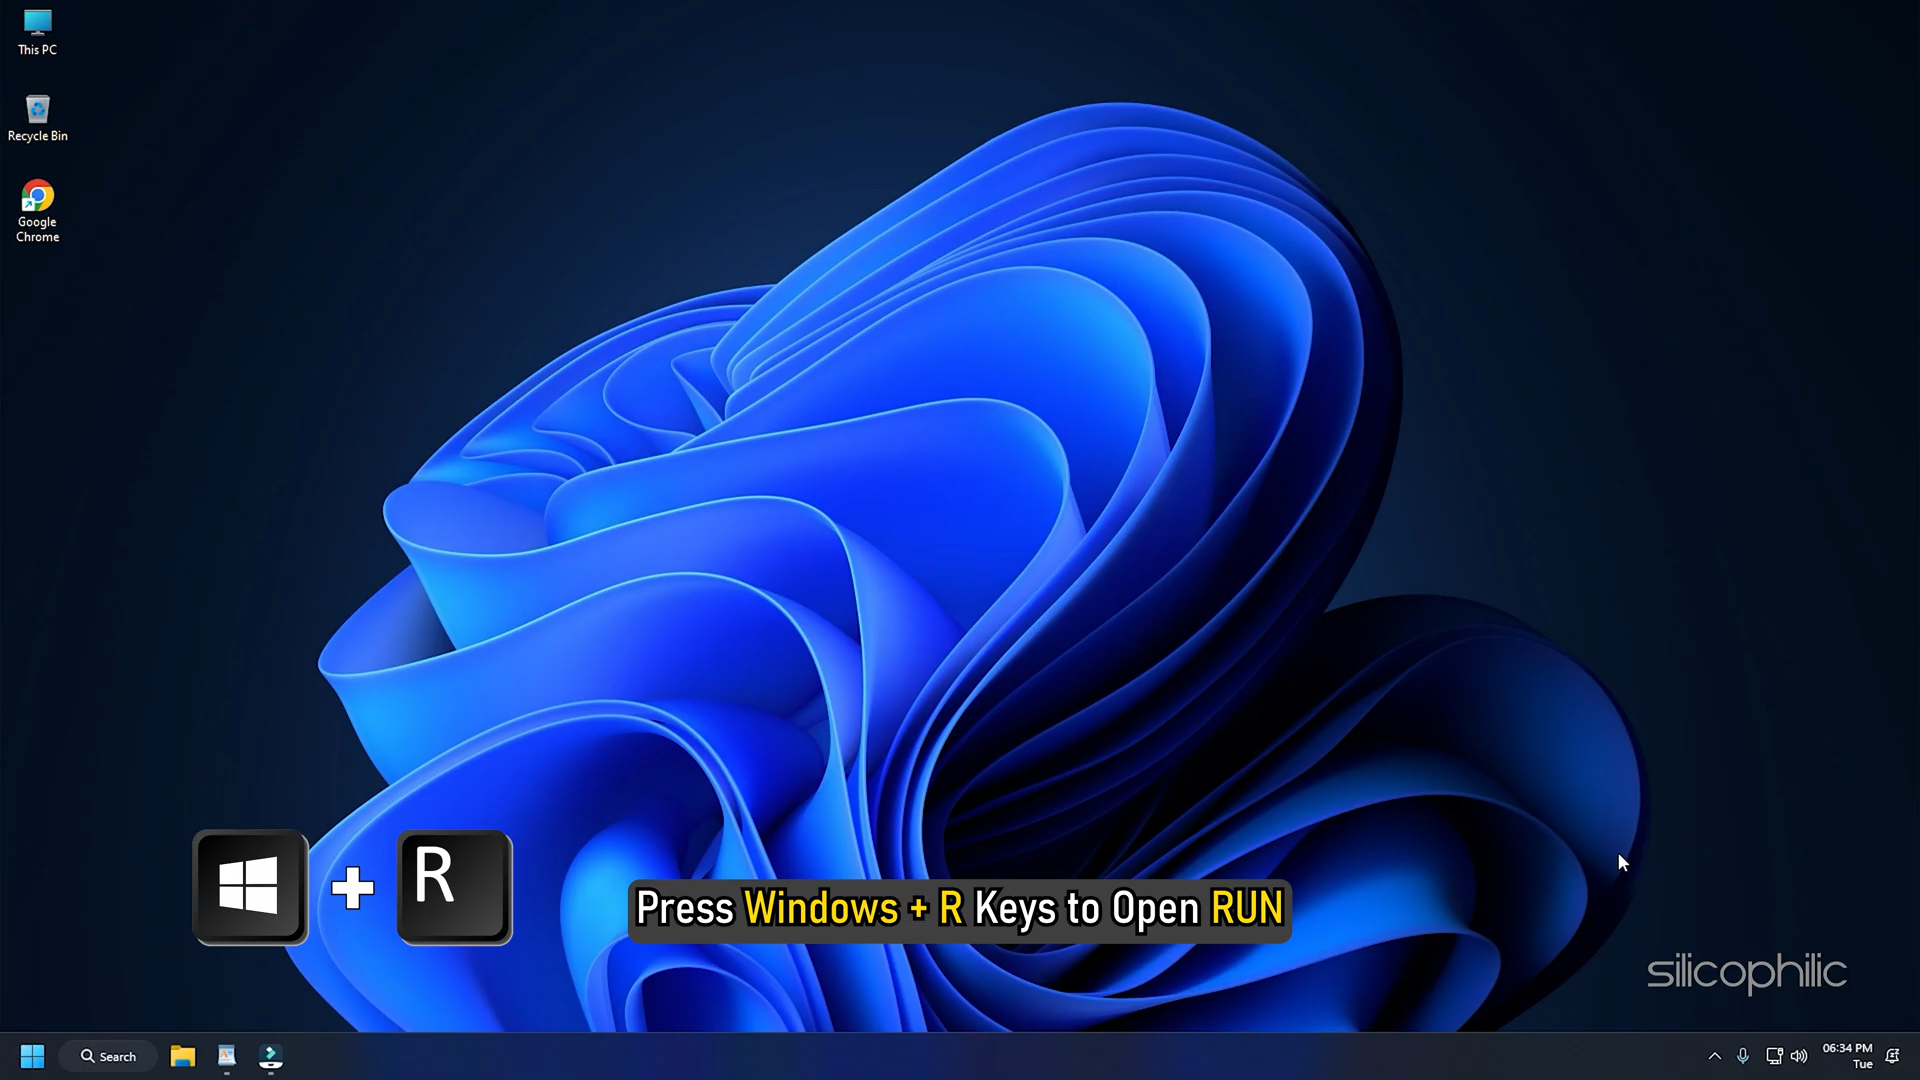 This PC
Recycle Bin
Google
Chrome
R
Press Windows + R Keys to Open RUN
silicophilic
Search
06:34 PM
Tue